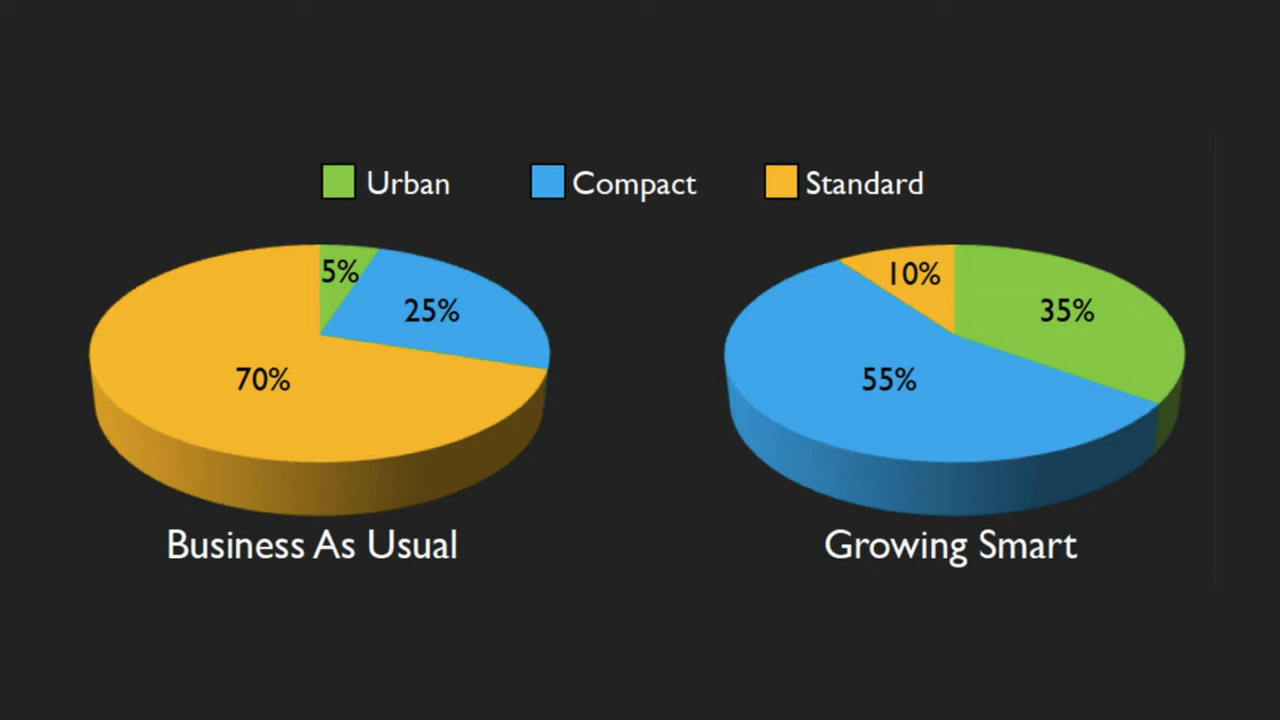 Urban Compact Standard
5% 10%
25% 35%
70% 55%
Business As Usual Growing Smart